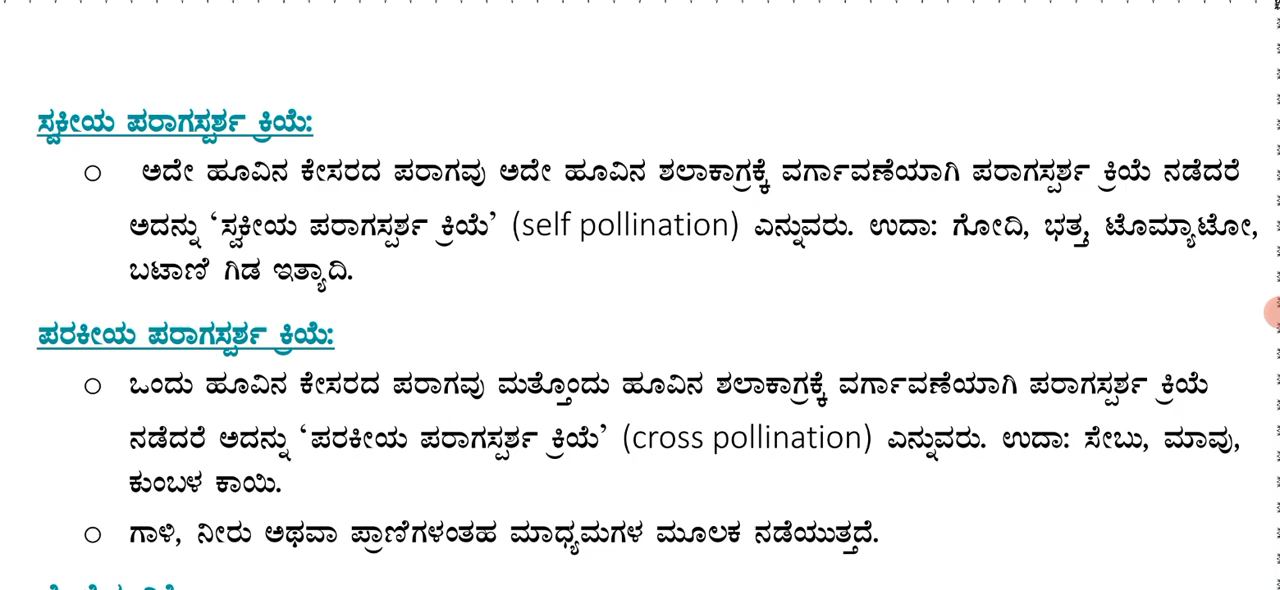 ಸ್ವಕೀಯ ಪರಾಗಸ್ಪರ್ಶ ಕ್ರಿಯೆ:
○ ಅದೇ ಹೂವಿನ ಕೇಸರದ ಪರಾಗವು ಅದೇ ಹೂವಿನ ಶಲಾಕಾಗ್ರಕ್ಕೆ ವರ್ಗಾವಣೆಯಾಗಿ ಪರಾಗಸ್ಪರ್ಶ ಕ್ರಿಯೆ ನಡೆದರೆ
ಅದನ್ನು ‘ಸ್ವಕೀಯ ಪರಾಗಸ್ಪರ್ಶ ಕ್ರಿಯೆ’ (self pollination) ಎನ್ನುವರು. ಉದಾ: ಗೋದಿ, ಭತ್ತ, ಟೊಮ್ಯಾಟೋ,
ಬಟಾಣಿ ಗಿಡ ಇತ್ಯಾದಿ.
ಪರಕೀಯ ಪರಾಗಸ್ಪರ್ಶ ಕ್ರಿಯೆ:
○ ಒಂದು ಹೂವಿನ ಕೇಸರದ ಪರಾಗವು ಮತ್ತೊಂದು ಹೂವಿನ ಶಲಾಕಾಗ್ರಕ್ಕೆ ವರ್ಗಾವಣೆಯಾಗಿ ಪರಾಗಸ್ಪರ್ಶ ಕ್ರಿಯೆ
ನಡೆದರೆ ಅದನ್ನು ‘ಪರಕೀಯ ಪರಾಗಸ್ಪರ್ಶ ಕ್ರಿಯೆ’ (cross pollination) ಎನ್ನುವರು. ಉದಾ: ಸೇಬು, ಮಾವು,
ಕುಂಬಳ ಕಾಯಿ.
○ ಗಾಳಿ, ನೀರು ಅಥವಾ ಪ್ರಾಣಿಗಳಂತಹ ಮಾಧ್ಯಮಗಳ ಮೂಲಕ ನಡೆಯುತ್ತದೆ.